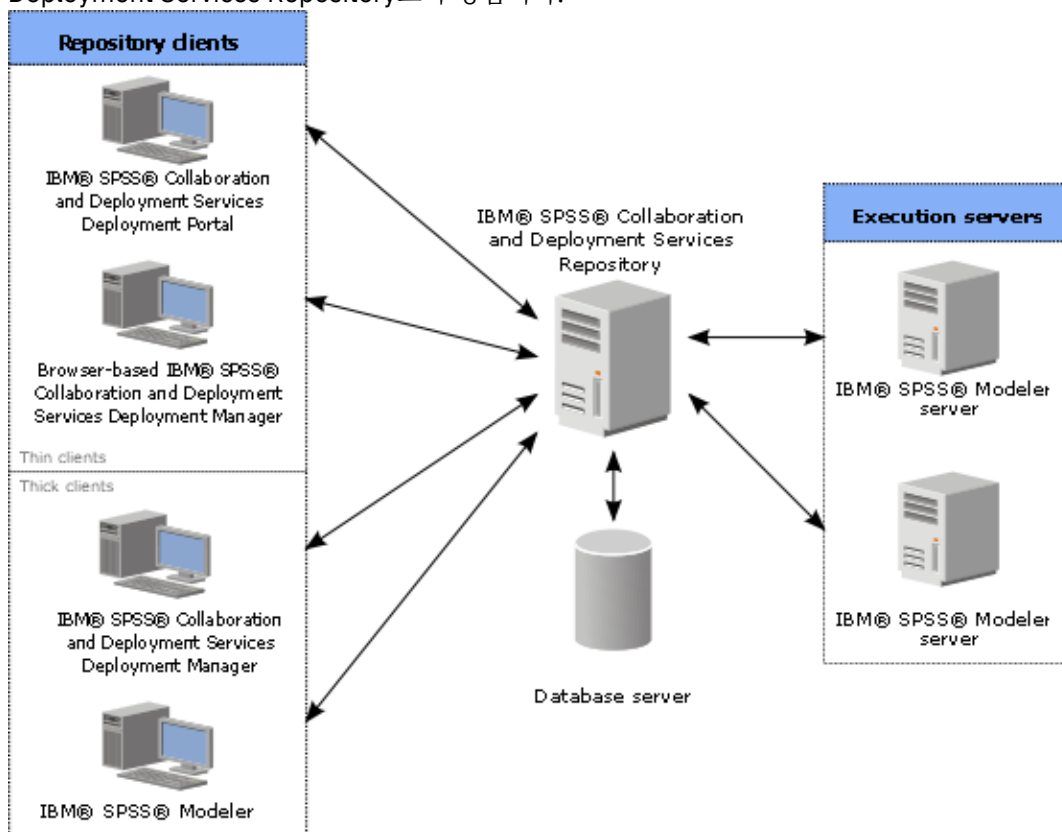 Deployment Services Repository
Repository clients
IBM® SPSS® Collaboration
and Deployment Services
Deployment Portal
Browser-based IBM® SPSS®
Collaboration and Deployment
Services Deployment Manager
Thin clients
Thick clients
IBM® SPSS® Collaboration
and Deployment Services
Deployment Manager
IBM® SPSS® Modeler
IBM® SPSS® Collaboration
and Deployment Services
Repository
Database server
Execution servers
IBM® SPSS® Modeler
server
IBM® SPSS® Modeler
server